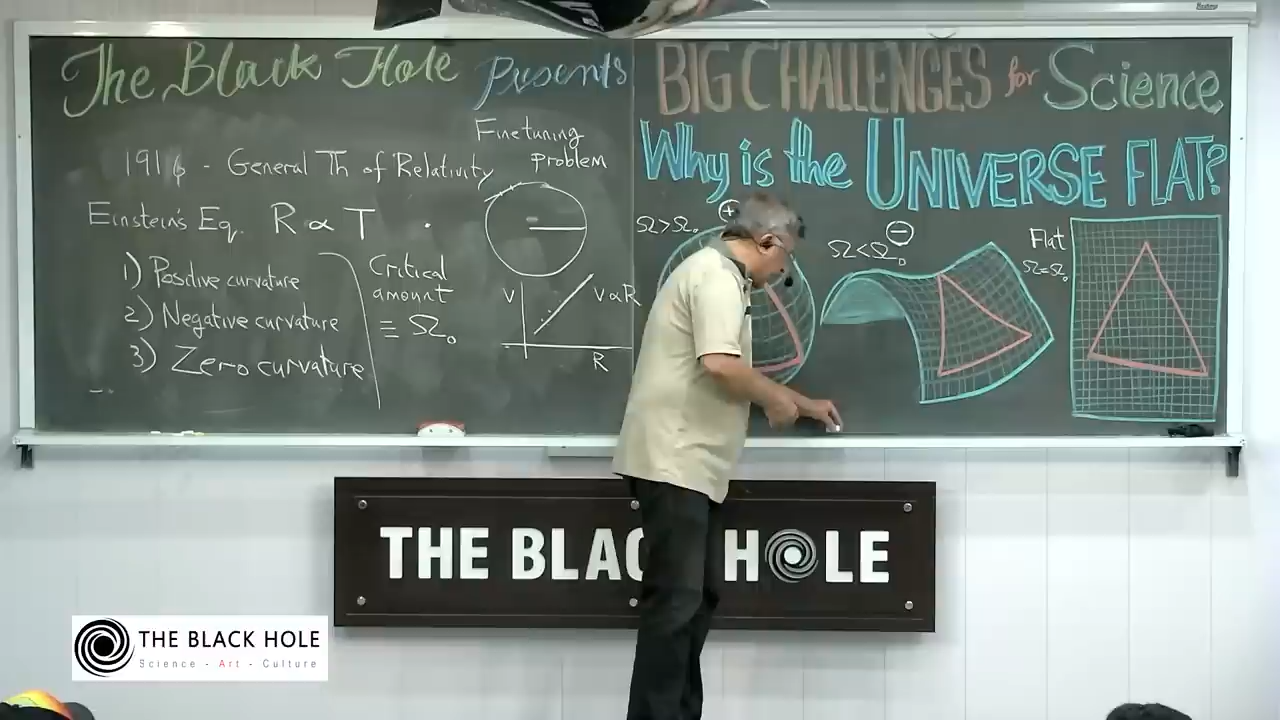 The Black Hole Presents
1916 - General Th of Relativity
Einstein's Eq. R ∝ T
1) Positive curvature
2) Negative curvature
3) Zero curvature
Critical
amount
≡ Ω₀
Finetuning
problem
V
V∝R
R
BIG CHALLENGES for Science
Why is the UNIVERSE FLAT?
Ω>Ω₀
+
Ω<Ω₀
−
Flat
Ω=Ω₀
THE BLAC HOLE
THE BLACK HOLE
Science - Art - Culture